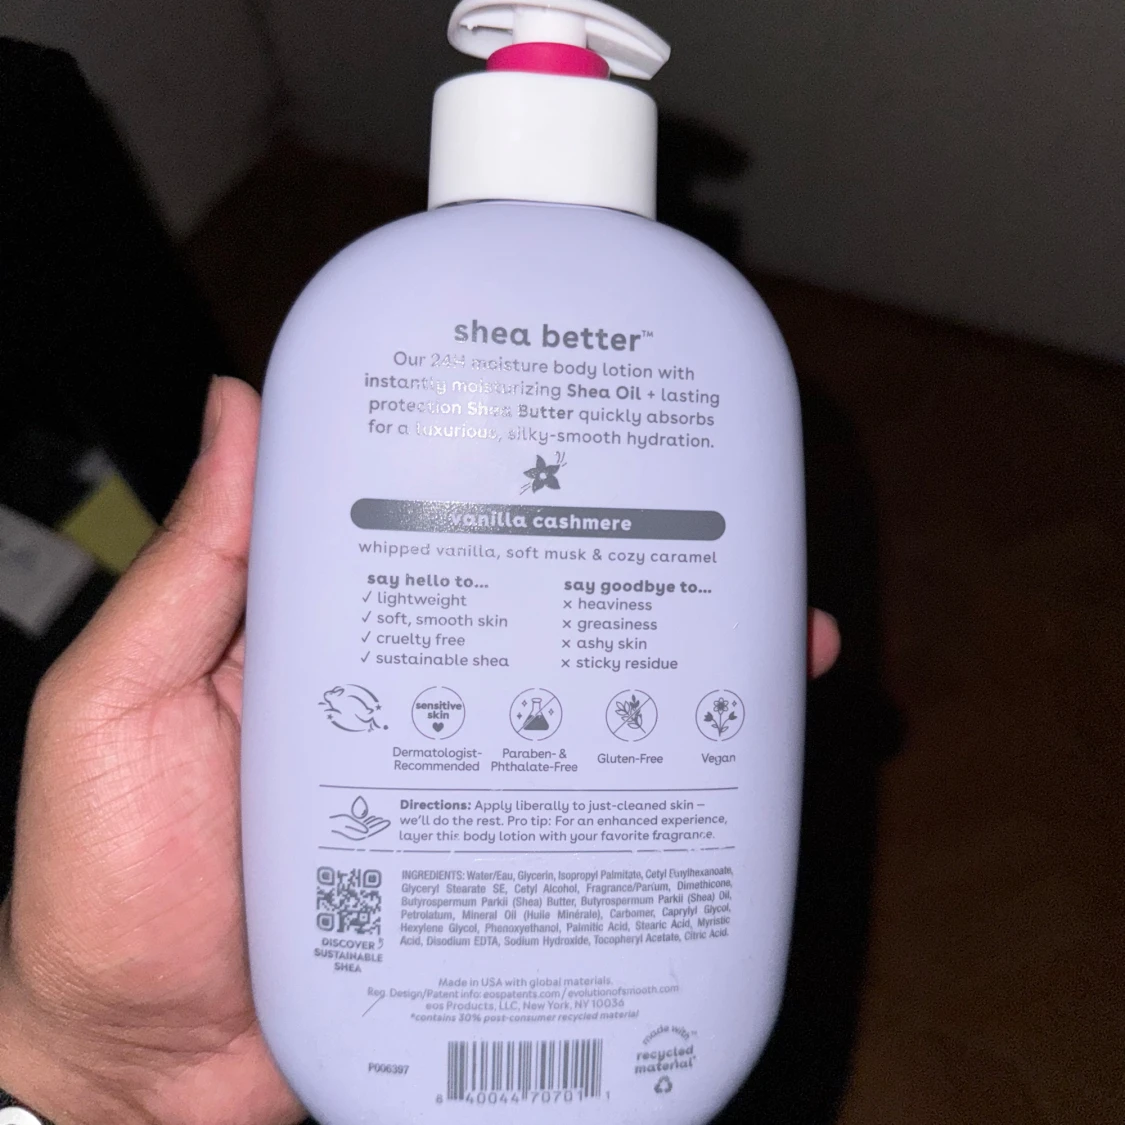 shea better™
Our 24H moisture body lotion with
instantly moisturizing Shea Oil + lasting
protection Shea Butter quickly absorbs
for a luxurious, silky-smooth hydration.
vanilla cashmere
whipped vanilla, soft musk & cozy caramel
say hello to...
✓ lightweight
✓ soft, smooth skin
✓ cruelty free
✓ sustainable shea
say goodbye to...
× heaviness
× greasiness
× ashy skin
× sticky residue
sensitive
skin
Dermatologist-
Recommended
Paraben- &
Phthalate-Free
Gluten-Free
Vegan
Directions: Apply liberally to just-cleaned skin –
we'll do the rest. Pro tip: For an enhanced experience,
layer this body lotion with your favorite fragrance.
INGREDIENTS: Water/Eau, Glycerin, Isopropyl Palmitate, Cetyl Ethylhexanoate,
Glyceryl Stearate SE, Cetyl Alcohol, Fragrance/Parfum, Dimethicone,
Butyrospermum Parkii (Shea) Butter, Butyrospermum Parkii (Shea) Oil,
Petrolatum, Mineral Oil (Huile Minérale), Carbomer, Caprylyl Glycol,
Hexylene Glycol, Phenoxyethanol, Palmitic Acid, Stearic Acid, Myristic
Acid, Disodium EDTA, Sodium Hydroxide, Tocopheryl Acetate, Citric Acid.
DISCOVER
SUSTAINABLE
SHEA
Made in USA with global materials.
Reg. Design/Patent info: eospatents.com / evolutionofsmooth.com
eos Products, LLC, New York, NY 10036
*contains 30% post-consumer recycled material
made with
recycled
material*
P006397
8 40044 70701 1